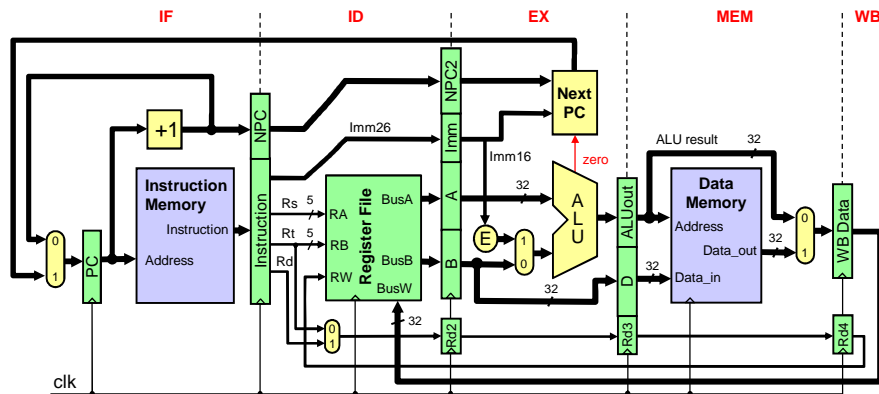 IF
ID
EX
MEM
WB
+1
NPC
NPC2
Next
PC
Imm26
Imm
Imm16
zero
ALU result
32
Instruction
Memory
Instruction
Address
Instruction
Rs
5
Rt
5
Rd
RA
RB
RW
Register File
BusA
BusB
BusW
A
B
32
E
1
0
A
L
U
ALUout
D
32
32
Data
Memory
Address
Data_out
Data_in
32
0
1
WB Data
0
1
PC
0
1
32
Rd2
Rd3
Rd4
clk